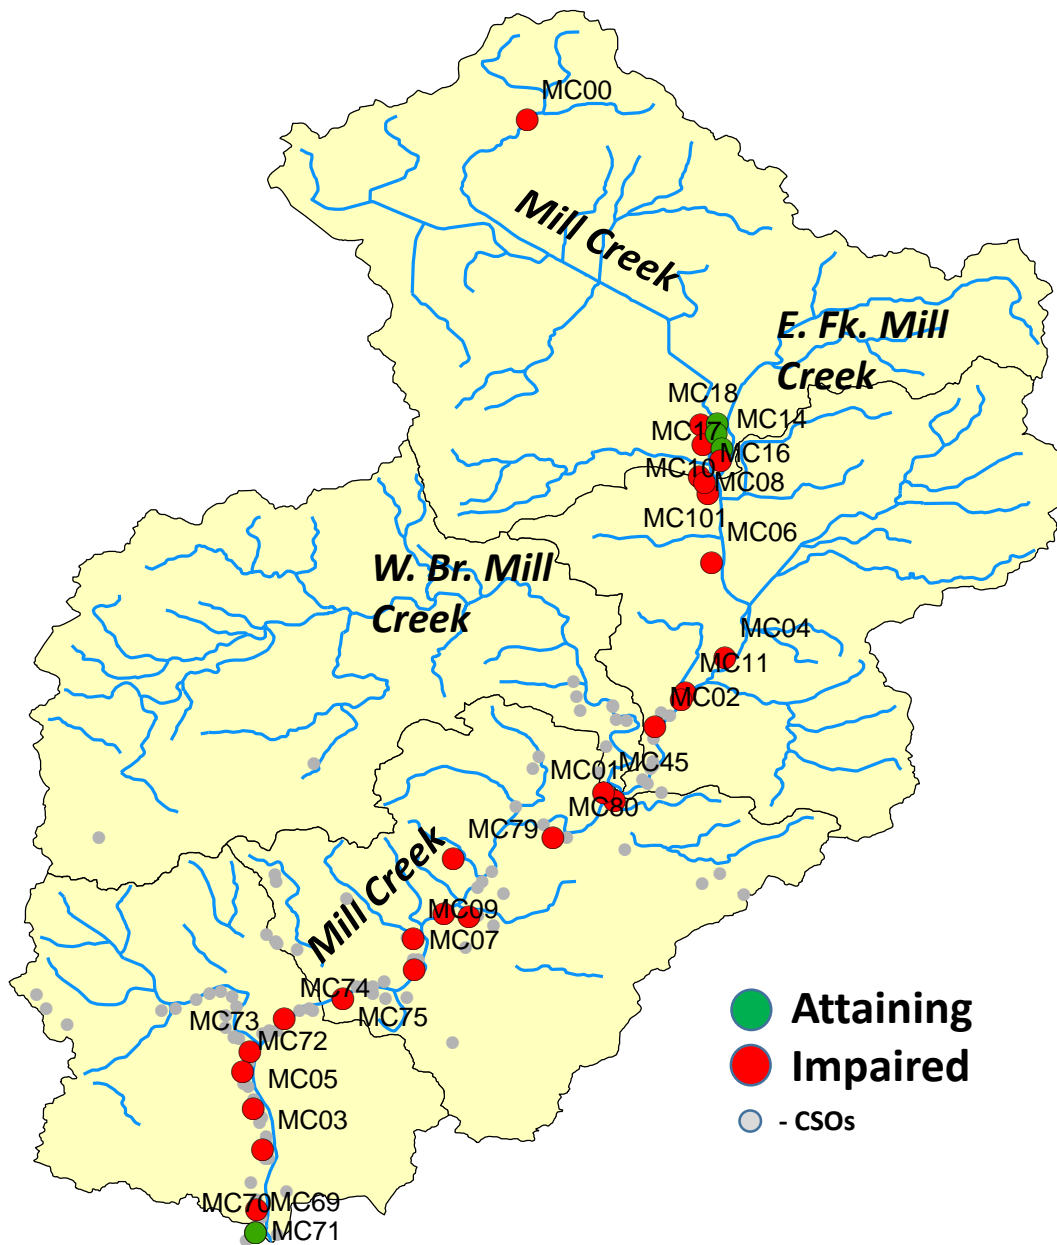 MC00
Mill Creek
E. Fk. Mill
Creek
MC18
MC14
MC17
MC16
MC10
MC08
MC101
MC06
W. Br. Mill
Creek
MC04
MC11
MC02
MC45
MC01
MC80
MC79
Mill Creek
MC09
MC07
MC74
MC75
MC73
MC72
MC05
MC03
MC70
MC69
MC71
Attaining
Impaired
- CSOs